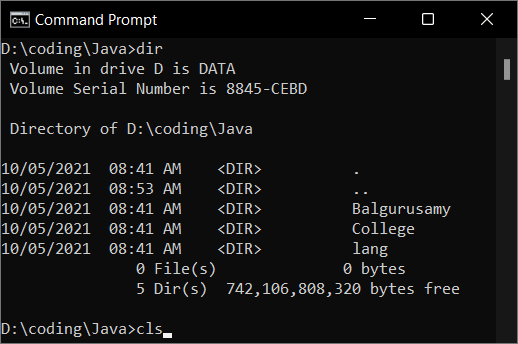 Command Prompt
D:\coding\Java>dir
 Volume in drive D is DATA
 Volume Serial Number is 8845-CEBD
 Directory of D:\coding\Java
10/05/2021  08:41 AM    <DIR>          .
10/05/2021  08:53 AM    <DIR>          ..
10/05/2021  08:41 AM    <DIR>          Balgurusamy
10/05/2021  08:41 AM    <DIR>          College
10/05/2021  08:41 AM    <DIR>          lang
               0 File(s)              0 bytes
               5 Dir(s)  742,106,808,320 bytes free
D:\coding\Java>cls